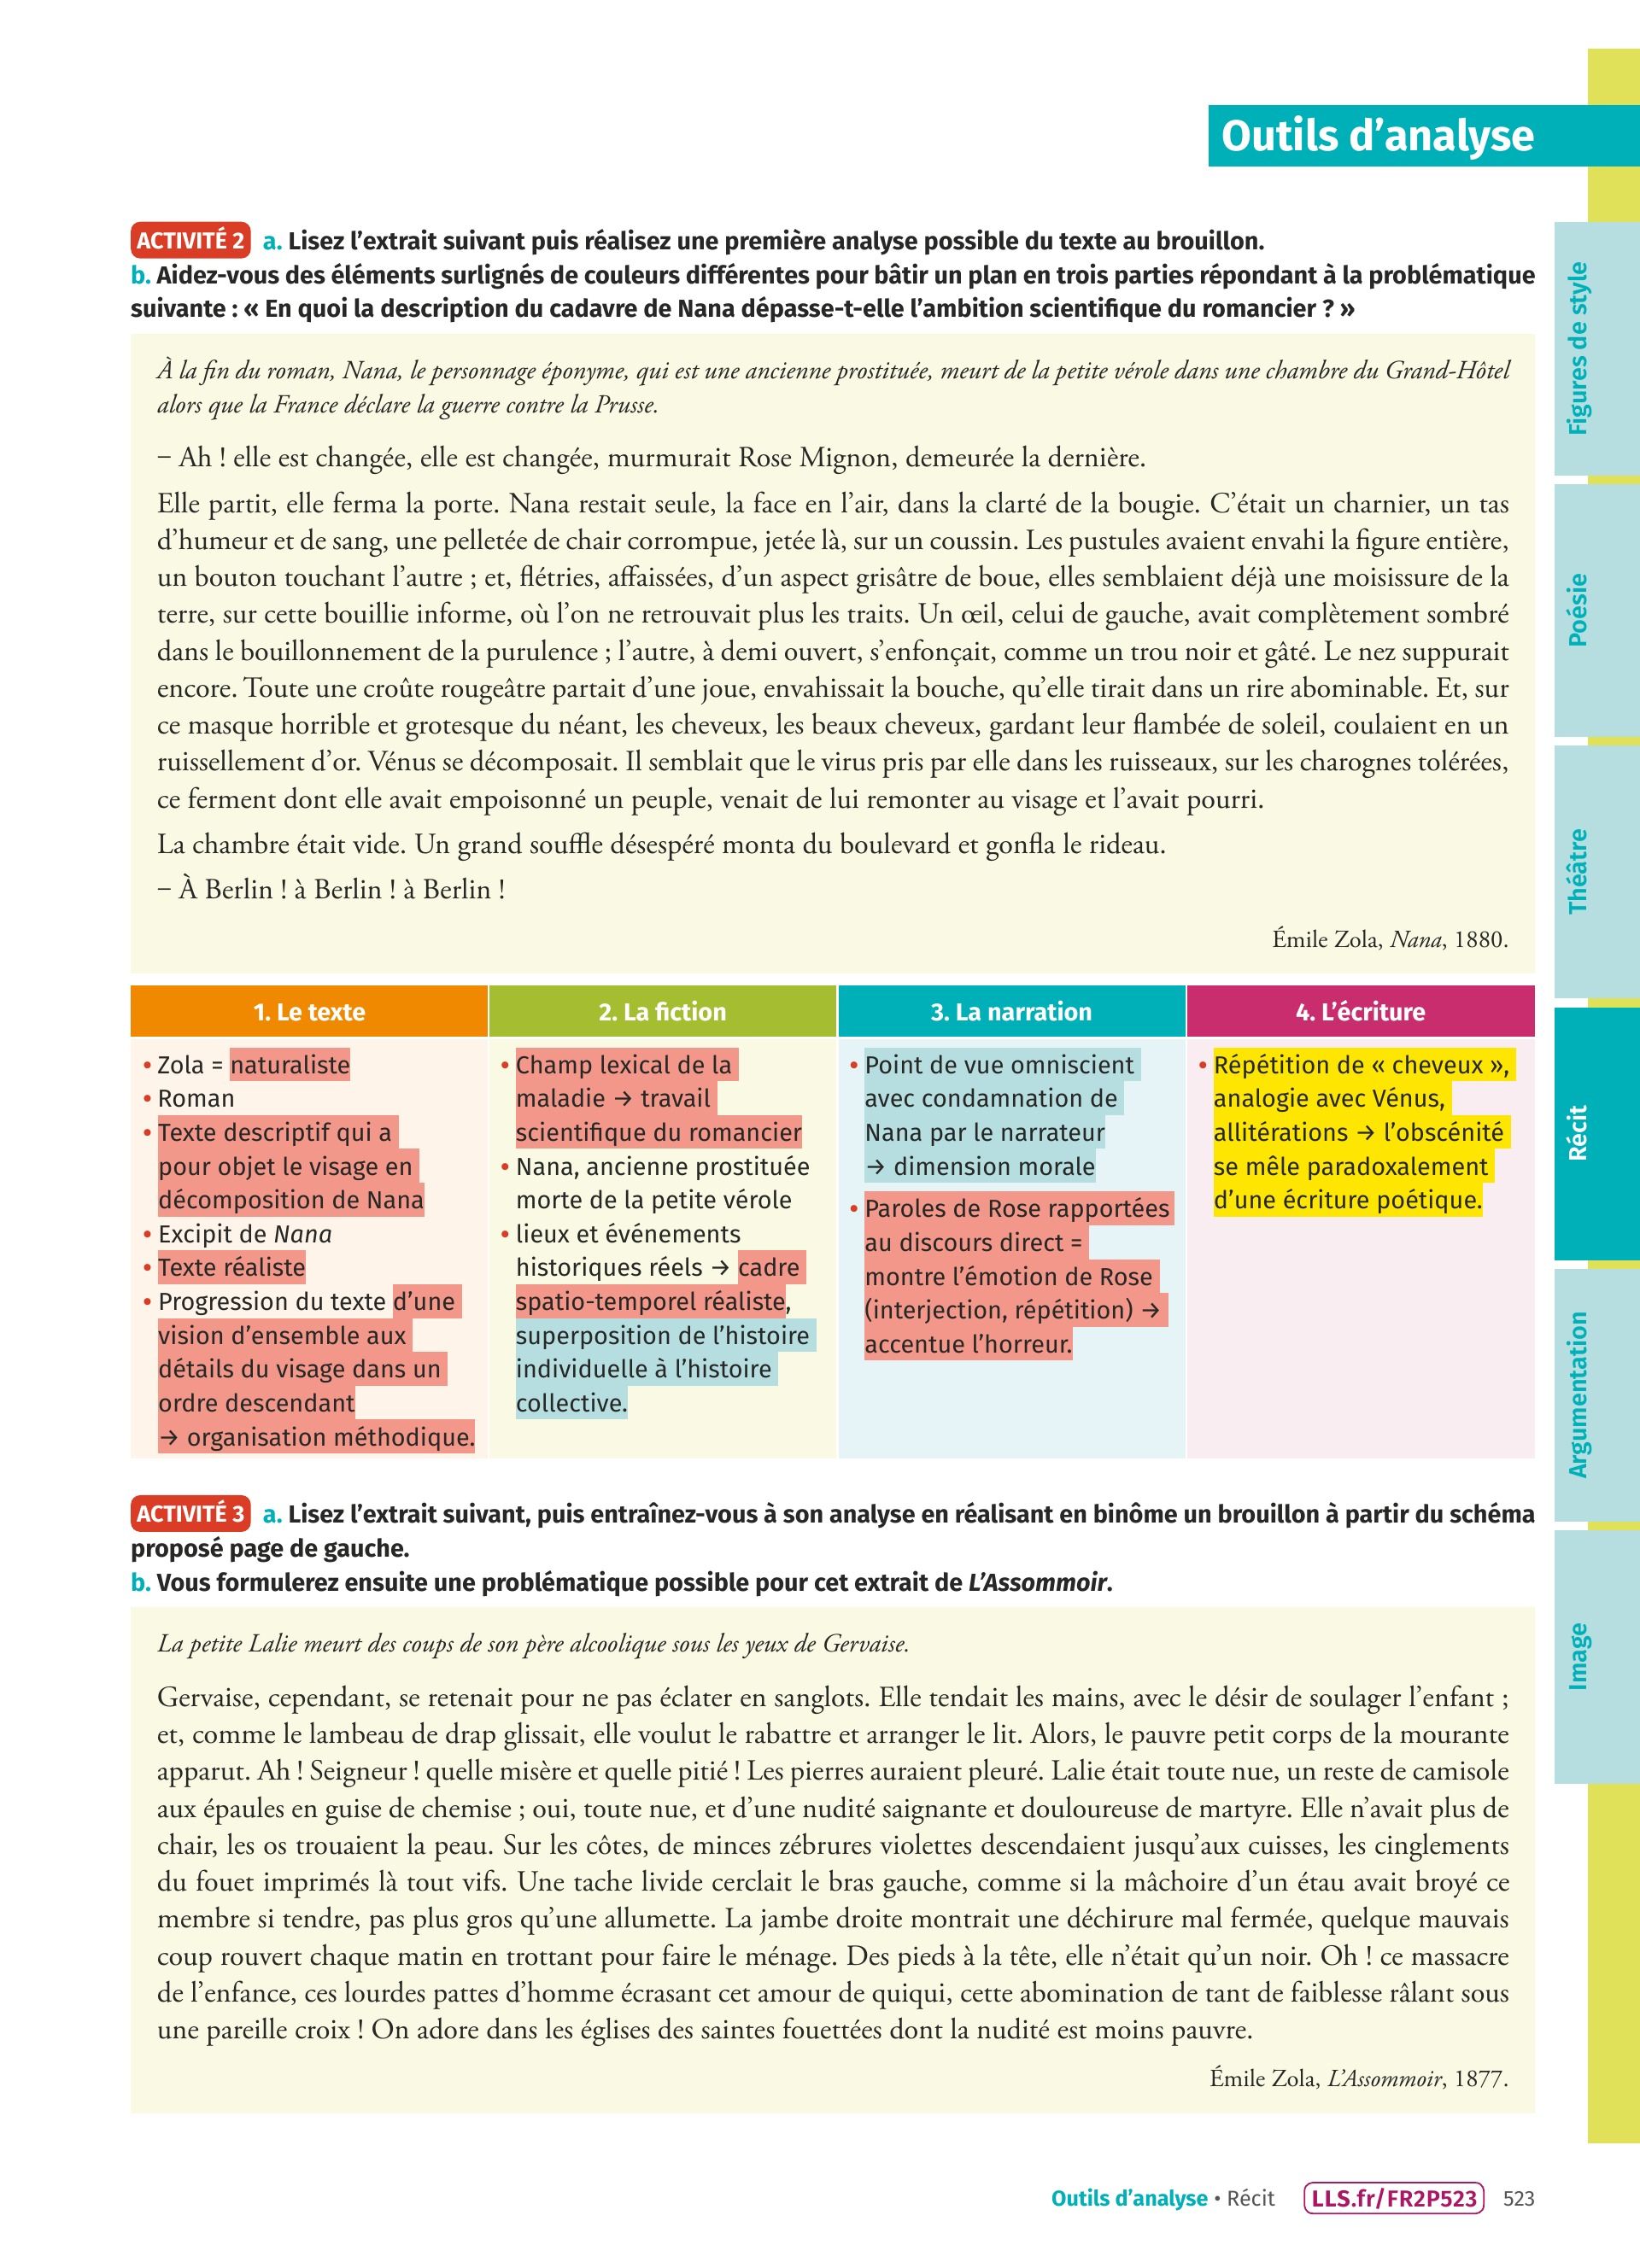 Outils d'analyse
ACTIVITÉ 2 a. Lisez l'extrait suivant puis réalisez une première analyse possible du texte au brouillon.
b. Aidez-vous des éléments surlignés de couleurs différentes pour bâtir un plan en trois parties répondant à la problématique
suivante : « En quoi la description du cadavre de Nana dépasse-t-elle l'ambition scientifique du romancier ? »
À la fin du roman, Nana, le personnage éponyme, qui est une ancienne prostituée, meurt de la petite vérole dans une chambre du Grand-Hôtel
alors que la France déclare la guerre contre la Prusse.
– Ah ! elle est changée, elle est changée, murmurait Rose Mignon, demeurée la dernière.
Elle partit, elle ferma la porte. Nana restait seule, la face en l'air, dans la clarté de la bougie. C'était un charnier, un tas
d'humeur et de sang, une pelletée de chair corrompue, jetée là, sur un coussin. Les pustules avaient envahi la figure entière,
un bouton touchant l'autre ; et, flétries, affaissées, d'un aspect grisâtre de boue, elles semblaient déjà une moisissure de la
terre, sur cette bouillie informe, où l'on ne retrouvait plus les traits. Un œil, celui de gauche, avait complètement sombré
dans le bouillonnement de la purulence ; l'autre, à demi ouvert, s'enfonçait, comme un trou noir et gâté. Le nez suppurait
encore. Toute une croûte rougeâtre partait d'une joue, envahissait la bouche, qu'elle tirait dans un rire abominable. Et, sur
ce masque horrible et grotesque du néant, les cheveux, les beaux cheveux, gardant leur flambée de soleil, coulaient en un
ruissellement d'or. Vénus se décomposait. Il semblait que le virus pris par elle dans les ruisseaux, sur les charognes tolérées,
ce ferment dont elle avait empoisonné un peuple, venait de lui remonter au visage et l'avait pourri.
La chambre était vide. Un grand souffle désespéré monta du boulevard et gonfla le rideau.
– À Berlin ! à Berlin ! à Berlin !
Émile Zola, Nana, 1880.
1. Le texte
• Zola = naturaliste
• Roman
• Texte descriptif qui a
pour objet le visage en
décomposition de Nana
• Excipit de Nana
• Texte réaliste
• Progression du texte d'une
vision d'ensemble aux
détails du visage dans un
ordre descendant
→ organisation méthodique.
2. La fiction
• Champ lexical de la
maladie → travail
scientifique du romancier
• Nana, ancienne prostituée
morte de la petite vérole
• lieux et événements
historiques réels → cadre
spatio-temporel réaliste,
superposition de l'histoire
individuelle à l'histoire
collective.
3. La narration
• Point de vue omniscient
avec condamnation de
Nana par le narrateur
→ dimension morale
• Paroles de Rose rapportées
au discours direct =
montre l'émotion de Rose
(interjection, répétition) →
accentue l'horreur.
4. L'écriture
• Répétition de « cheveux »,
analogie avec Vénus,
allitérations → l'obscénité
se mêle paradoxalement
d'une écriture poétique.
ACTIVITÉ 3 a. Lisez l'extrait suivant, puis entraînez-vous à son analyse en réalisant en binôme un brouillon à partir du schéma
proposé page de gauche.
b. Vous formulerez ensuite une problématique possible pour cet extrait de L'Assommoir.
La petite Lalie meurt des coups de son père alcoolique sous les yeux de Gervaise.
Gervaise, cependant, se retenait pour ne pas éclater en sanglots. Elle tendait les mains, avec le désir de soulager l'enfant ;
et, comme le lambeau de drap glissait, elle voulut le rabattre et arranger le lit. Alors, le pauvre petit corps de la mourante
apparut. Ah ! Seigneur ! quelle misère et quelle pitié ! Les pierres auraient pleuré. Lalie était toute nue, un reste de camisole
aux épaules en guise de chemise ; oui, toute nue, et d'une nudité saignante et douloureuse de martyre. Elle n'avait plus de
chair, les os trouaient la peau. Sur les côtes, de minces zébrures violettes descendaient jusqu'aux cuisses, les cinglements
du fouet imprimés là tout vifs. Une tache livide cerclait le bras gauche, comme si la mâchoire d'un étau avait broyé ce
membre si tendre, pas plus gros qu'une allumette. La jambe droite montrait une déchirure mal fermée, quelque mauvais
coup rouvert chaque matin en trottant pour faire le ménage. Des pieds à la tête, elle n'était qu'un noir. Oh ! ce massacre
de l'enfance, ces lourdes pattes d'homme écrasant cet amour de quiqui, cette abomination de tant de faiblesse râlant sous
une pareille croix ! On adore dans les églises des saintes fouettées dont la nudité est moins pauvre.
Émile Zola, L'Assommoir, 1877.
Figures de style
Poésie
Théâtre
Récit
Argumentation
Image
Outils d'analyse • Récit LLS.fr/FR2P523 523